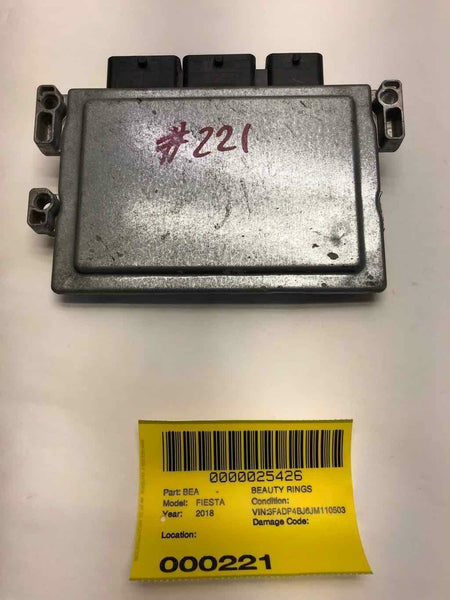 #221
0000025426
Part: BEA - BEAUTY RINGS
Model: FIESTA Condition:
Year: 2018 VIN:3FADP4BJ6JM110503
Damage Code:
Location:
000221